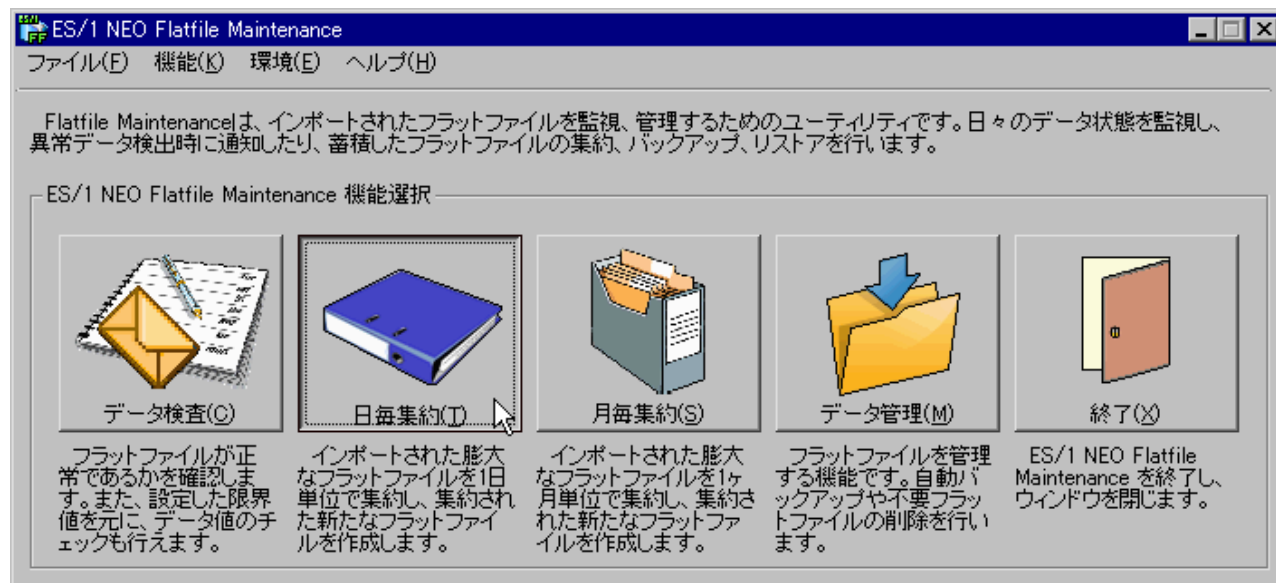 ES/1 NEO Flatfile Maintenance
ファイル(F) 機能(K) 環境(E) ヘルプ(H)
Flatfile Maintenanceは、インポートされたフラットファイルを監視、管理するためのユーティリティです。日々のデータ状態を監視し、
異常データ検出時に通知したり、蓄積したフラットファイルの集約、バックアップ、リストアを行います。
ES/1 NEO Flatfile Maintenance 機能選択
データ検査(C)
フラットファイルが正
常であるかを確認しま
す。また、設定した限界
値を元に、データ値のチ
ェックも行えます。
日毎集約(T)
インポートされた膨大
なフラットファイルを1日
単位で集約し、集約され
た新たなフラットファイ
ルを作成します。
月毎集約(S)
インポートされた膨大
なフラットファイルを1ヶ
月単位で集約し、集約さ
れた新たなフラットファ
イルを作成します。
データ管理(M)
フラットファイルを管理
する機能です。自動バ
ックアップや不要フラッ
トファイルの削除を行い
ます。
終了(X)
ES/1 NEO Flatfile
Maintenance を終了し、
ウィンドウを閉じます。